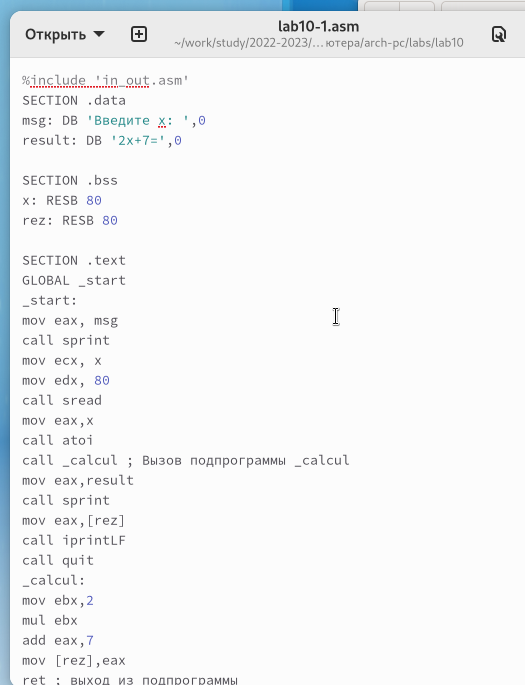 Открыть
lab10-1.asm
~/work/study/2022-2023/…ютера/arch-pc/labs/lab10
%include 'in_out.asm'
SECTION .data
msg: DB 'Введите x: ',0
result: DB '2x+7=',0
SECTION .bss
x: RESB 80
rez: RESB 80
SECTION .text
GLOBAL _start
_start:
mov eax, msg
call sprint
mov ecx, x
mov edx, 80
call sread
mov eax,x
call atoi
call _calcul ; Вызов подпрограммы _calcul
mov eax,result
call sprint
mov eax,[rez]
call iprintLF
call quit
_calcul:
mov ebx,2
mul ebx
add eax,7
mov [rez],eax
ret ; выход из подпрограммы